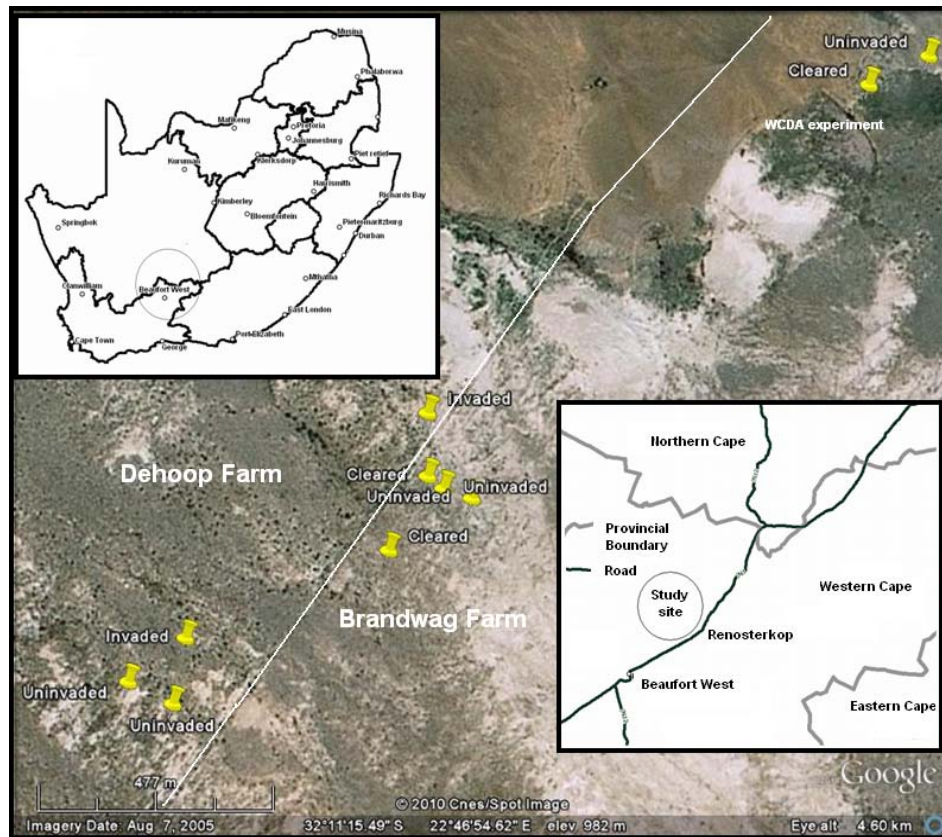 Musina
Phalaborwa
Mafikeng
Pretoria
Johannesburg
Piet retief
Kuruman
Klerksdorp
Harrismith
Richards Bay
Kimberley
Bloemfontein
Pietermaritzburg
Durban
Springbok
Mthatha
Clanwilliam
Beaufort West
East London
Port Elizabeth
Cape Town
George
Uninvaded
Cleared
WCDA experiment
Invaded
Dehoop Farm
Cleared
Uninvaded
Uninvaded
Cleared
Brandwag Farm
Invaded
Uninvaded
Uninvaded
Northern Cape
Provincial
Boundary
Road
Western Cape
Study
site
Renosterkop
Beaufort West
Eastern Cape
477 m
Google
© 2010 Cnes/Spot Image
Imagery Date: Aug 7, 2005 32°11'15.49" S 22°46'54.62" E elev 982 m Eye alt 4.60 km